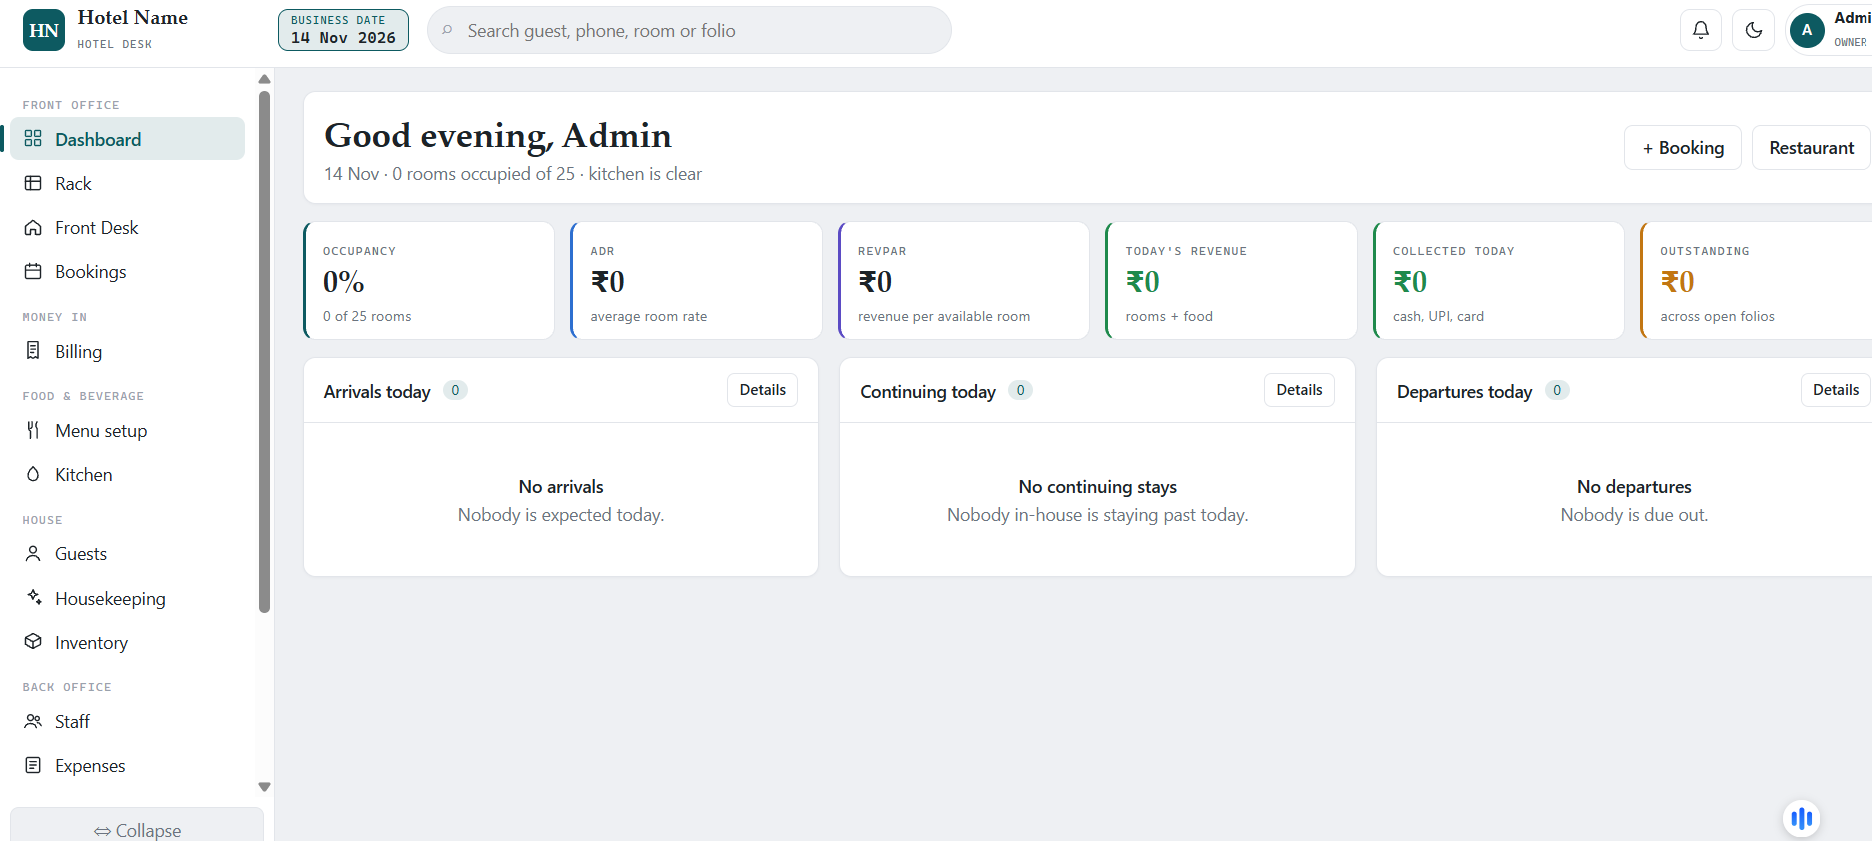 HN
Hotel Name
HOTEL DESK
BUSINESS DATE
14 Nov 2026
Search guest, phone, room or folio
A
Admi
OWNER
FRONT OFFICE
Dashboard
Rack
Front Desk
Bookings
MONEY IN
Billing
FOOD & BEVERAGE
Menu setup
Kitchen
HOUSE
Guests
Housekeeping
Inventory
BACK OFFICE
Staff
Expenses
⇔ Collapse
Good evening, Admin
14 Nov · 0 rooms occupied of 25 · kitchen is clear
+ Booking
Restaurant
OCCUPANCY
0%
0 of 25 rooms
ADR
₹0
average room rate
REVPAR
₹0
revenue per available room
TODAY'S REVENUE
₹0
rooms + food
COLLECTED TODAY
₹0
cash, UPI, card
OUTSTANDING
₹0
across open folios
Arrivals today 0 Details
No arrivals
Nobody is expected today.
Continuing today 0 Details
No continuing stays
Nobody in-house is staying past today.
Departures today 0 Details
No departures
Nobody is due out.